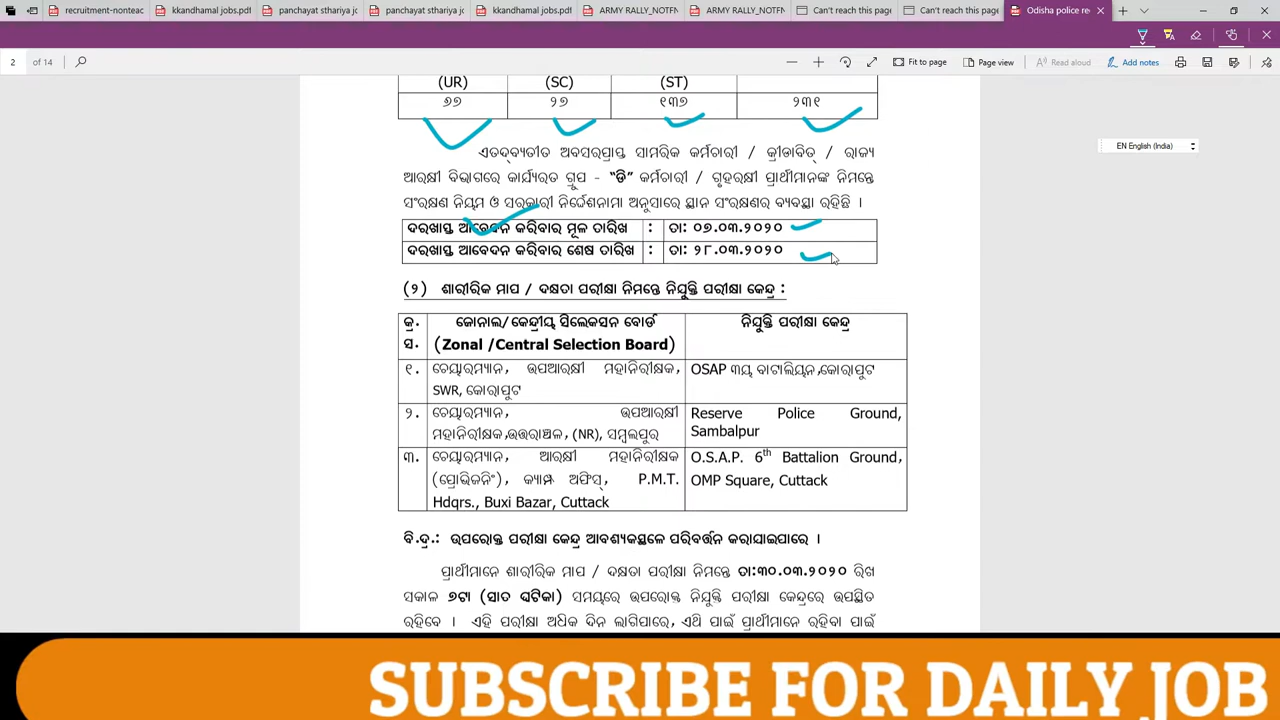 recruitment-nonteac
kkandhamal jobs.pdf
panchayat sthariya jo
panchayat sthariya jo
kkandhamal jobs.pdf
ARMY RALLY_NOTFN
ARMY RALLY_NOTFN
Can't reach this page
Can't reach this page
Odisha police re
2 of 14
Fit to page
Page view
Read aloud
Add notes
EN English (India)
(UR) (SC) (ST)
୬୭ ୨୭ ୧୩୭ ୨୩୧
ଏତଦ୍‌ବ୍ୟତୀତ ଅବସରପ୍ରାପ୍ତ ସାମରିକ କର୍ମଚାରୀ / କ୍ରୀଡାବିତ୍ / ରାଜ୍ୟ
ଆରକ୍ଷୀ ବିଭାଗରେ କାର୍ଯ୍ୟରତ ଗ୍ରୁପ - “ଡି” କର୍ମଚାରୀ / ଗୃହରକ୍ଷୀ ପ୍ରାର୍ଥୀମାନଙ୍କ ନିମନ୍ତେ
ସଂରକ୍ଷଣ ନିୟମ ଓ ସରକାରୀ ନିର୍ଦ୍ଦେଶନାମା ଅନୁସାରେ ସ୍ଥାନ ସଂରକ୍ଷଣର ବ୍ୟବସ୍ଥା ରହିଛି ।
ଦରଖାସ୍ତ ଆବେଦନ କରିବାର ମୂଳ ତାରିଖ : ତା: ୦୭.୦୩.୨୦୨୦
ଦରଖାସ୍ତ ଆବେଦନ କରିବାର ଶେଷ ତାରିଖ : ତା: ୨୮.୦୩.୨୦୨୦
(୨) ଶାରୀରିକ ମାପ / ଦକ୍ଷତା ପରୀକ୍ଷା ନିମନ୍ତେ ନିଯୁକ୍ତି ପରୀକ୍ଷା କେନ୍ଦ୍ର :
କ୍ର. ସ. କୋନାଲ/କେନ୍ଦ୍ରୀୟ ସିଲେକସନ ବୋର୍ଡ ନିଯୁକ୍ତି ପରୀକ୍ଷା କେନ୍ଦ୍ର
(Zonal /Central Selection Board)
୧. ଚେୟାରମ୍ୟାନ, ଉପଆରକ୍ଷୀ ମହାନିରୀକ୍ଷକ, OSAP ୩ୟ ବାଟାଲିୟନ,କୋରାପୁଟ
SWR, କୋରାପୁଟ
୨. ଚେୟାରମ୍ୟାନ, ଉପଆରକ୍ଷୀ Reserve Police Ground,
ମହାନିରୀକ୍ଷକ,ଉତ୍ତରାଞ୍ଚଳ, (NR), ସମ୍ବଲପୁର Sambalpur
୩. ଚେୟାରମ୍ୟାନ, ଆରକ୍ଷୀ ମହାନିରୀକ୍ଷକ O.S.A.P. 6th Battalion Ground,
(ପ୍ରୋଭିଜନିଂ), କ୍ୟାମ୍ପ ଅଫିସ୍, P.M.T. OMP Square, Cuttack
Hdqrs., Buxi Bazar, Cuttack
ବି.ଦ୍ର.: ଉପରୋକ୍ତ ପରୀକ୍ଷା କେନ୍ଦ୍ର ଆବଶ୍ୟକସ୍ଥଳେ ପରିବର୍ତ୍ତନ କରାଯାଇପାରେ ।
ପ୍ରାର୍ଥୀମାନେ ଶାରୀରିକ ମାପ / ଦକ୍ଷତା ପରୀକ୍ଷା ନିମନ୍ତେ ତା:୩୦.୦୩.୨୦୨୦ ରିଖ
ସକାଳ ୭ଟା (ସାତ ଘଟିକା) ସମୟରେ ଉପରୋକ୍ତ ନିଯୁକ୍ତି ପରୀକ୍ଷା କେନ୍ଦ୍ରରେ ଉପସ୍ଥିତ
ରହିବେ । ଏହି ପରୀକ୍ଷା ଅଧିକ ଦିନ ଲାଗିପାରେ, ଏଥି ପାଇଁ ପ୍ରାର୍ଥୀମାନେ ରହିବା ପାଇଁ
SUBSCRIBE FOR DAILY JOB